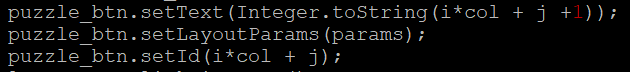 puzzle_btn.setText(Integer.toString(i*col + j +1));
puzzle_btn.setLayoutParams(params);
puzzle_btn.setId(i*col + j);